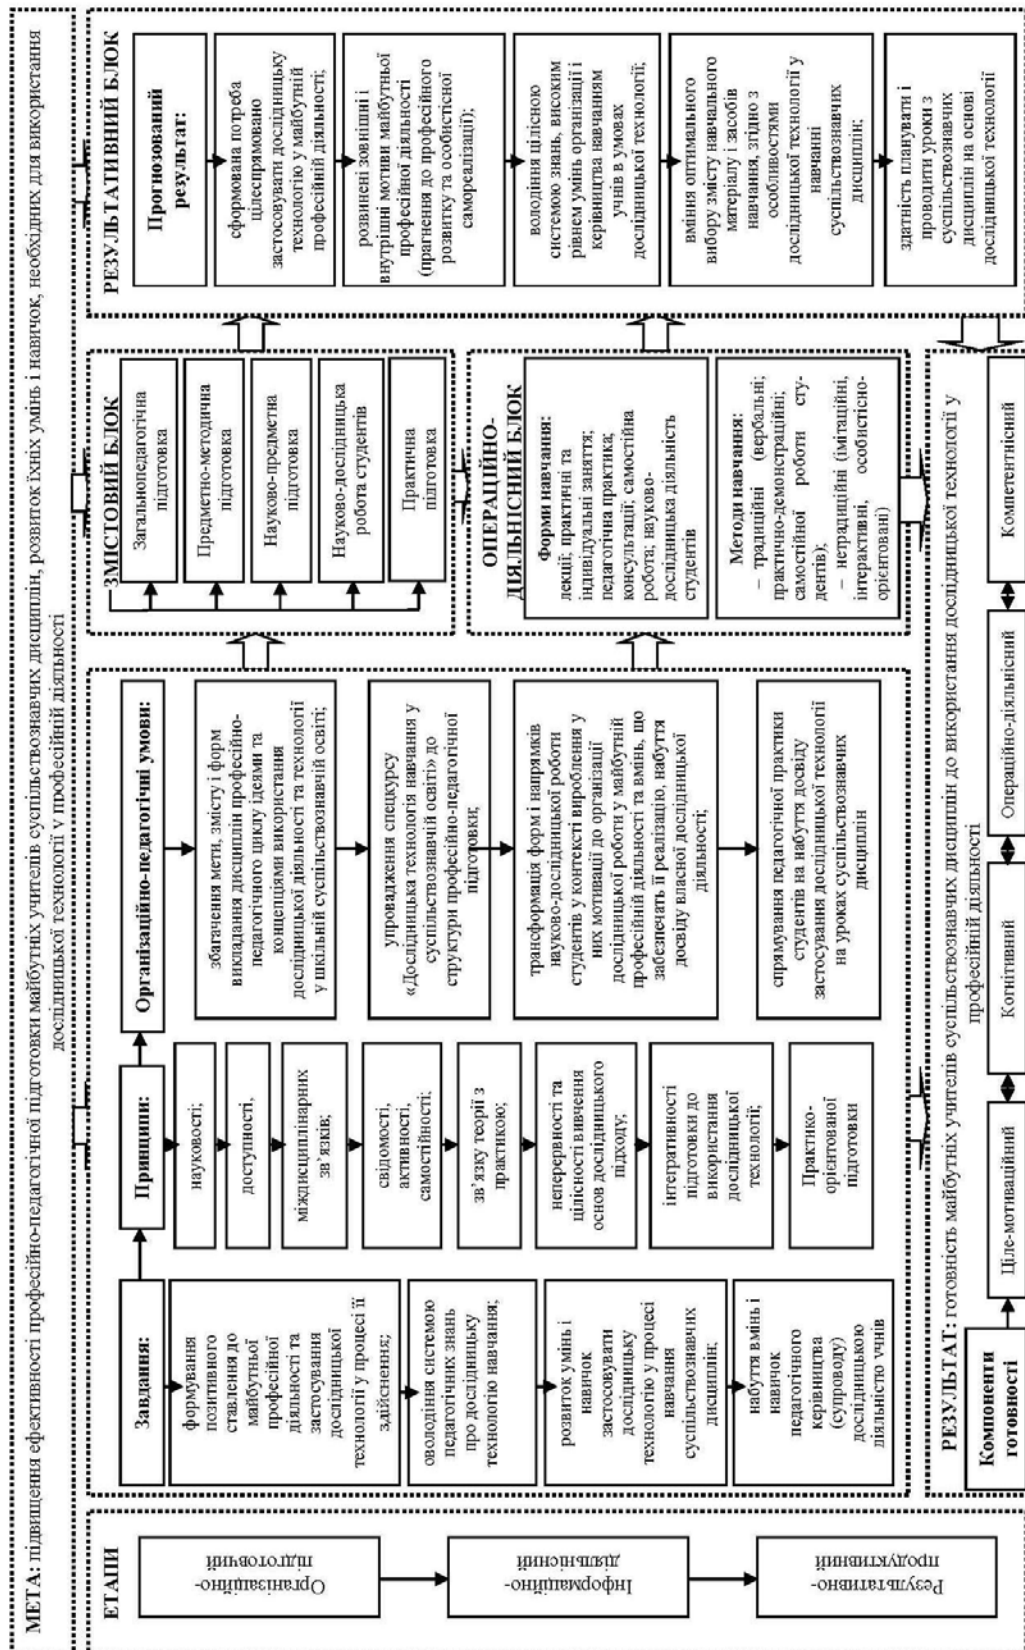 МЕТА: підвищення ефективності професійно-педагогічної підготовки майбутніх учителів суспільствознавчих дисциплін, розвиток їхніх умінь і навичок, необхідних для використання
дослідницької технології у професійній діяльності
ЕТАПИ
Організаційно-
підготовчий
Інформаційно-
діяльнісний
Результативно-
продуктивний
Завдання:
формування
позитивного
ставлення до
майбутньої
професійної
діяльності та
застосування
дослідницької
технології у процесі її
здійснення;
оволодіння системою
педагогічних знань
про дослідницьку
технологію навчання;
розвиток умінь і
навичок
застосовувати
дослідницьку
технологію у процесі
навчання
суспільствознавчих
дисциплін;
набуття вмінь і
навичок
педагогічного
керівництва
(супроводу)
дослідницькою
діяльністю учнів
Принципи:
науковості;
доступності,
міждисциплінарних
зв’язків;
свідомості,
активності,
самостійності;
зв’язку теорії з
практикою;
неперервності та
цілісності вивчення
основ дослідницького
підходу;
інтегративності
підготовки до
використання
дослідницької
технології;
Практико-
орієнтованої
підготовки
Організаційно-педагогічні умови:
збагачення мети, змісту і форм
викладання дисциплін професійно-
педагогічного циклу ідеями та
концепціями використання
дослідницької діяльності та технології
у шкільній суспільствознавчій освіті;
упровадження спецкурсу
«Дослідницька технологія навчання у
суспільствознавчій освіті» до
структури професійно-педагогічної
підготовки;
трансформація форм і напрямків
науково-дослідницької роботи
студентів у контексті вироблення у
них мотивації до організації
дослідницької роботи у майбутній
професійній діяльності та вмінь, що
забезпечать її реалізацію, набуття
досвіду власної дослідницької
діяльності;
спрямування педагогічної практики
студентів на набуття досвіду
застосування дослідницької технології
на уроках суспільствознавчих
дисциплін
ЗМІСТОВИЙ БЛОК
Загальнопедагогічна
підготовка
Предметно-методична
підготовка
Науково-предметна
підготовка
Науково-дослідницька
робота студентів
Практична
підготовка
ОПЕРАЦІЙНО-
ДІЯЛЬНІСНИЙ БЛОК
Форми навчання:
лекції; практичні та
індивідуальні заняття;
педагогічна практика;
консультації; самостійна
робота; науково-
дослідницька діяльність
студентів
Методи навчання:
– традиційні (вербальні;
практично-демонстраційні;
самостійної роботи сту-
дентів);
– нетрадиційні (імітаційні,
інтерактивні, особистісно-
орієнтовані)
РЕЗУЛЬТАТИВНИЙ БЛОК
Прогнозований
результат:
сформована потреба
цілеспрямовано
застосовувати дослідницьку
технологію у майбутній
професійній діяльності;
розвинені зовнішні і
внутрішні мотиви майбутньої
професійної діяльності
(прагнення до професійного
розвитку та особистісної
самореалізації);
володіння цілісною
системою знань, високим
рівнем умінь організації і
керівництва навчанням
учнів в умовах
дослідницької технології;
вміння оптимального
вибору змісту навчального
матеріалу і засобів
навчання, згідно з
особливостями
дослідницької технології у
навчанні
суспільствознавчих
дисциплін;
здатність планувати і
проводити уроки з
суспільствознавчих
дисциплін на основі
дослідницької технології
РЕЗУЛЬТАТ: готовність майбутніх учителів суспільствознавчих дисциплін до використання дослідницької технології у
професійній діяльності
Компоненти
готовності
Ціле-мотиваційний
Когнітивний
Операційно-діяльнісний
Компетентнісний